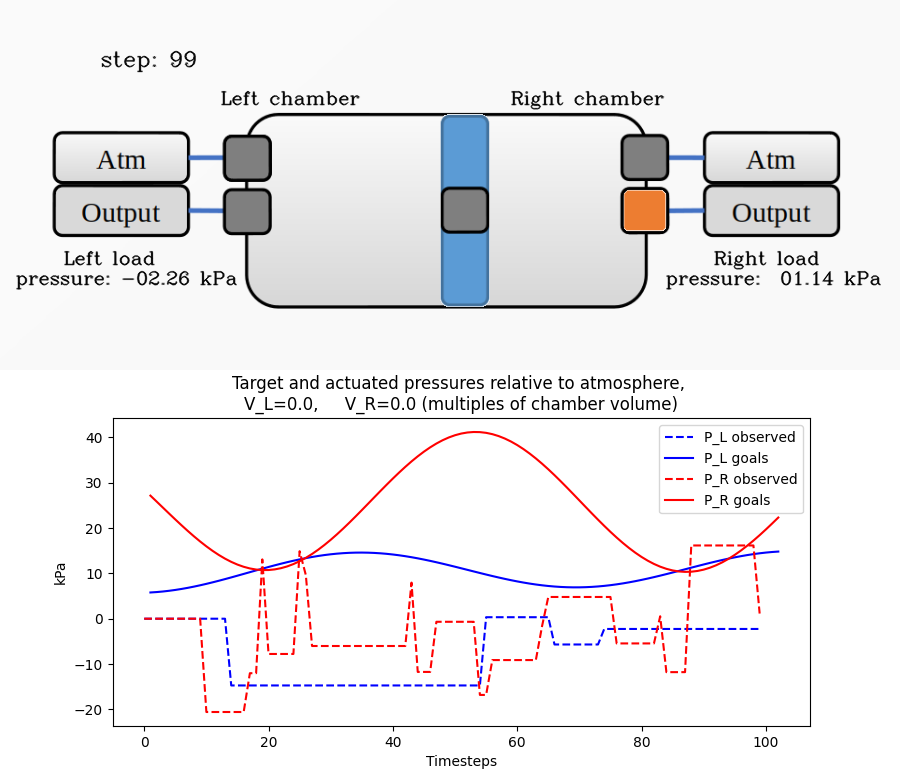 step: 99
Left chamber
Right chamber
Atm
Output
Left load
pressure: -02.26 kPa
Atm
Output
Right load
pressure:  01.14 kPa
Target and actuated pressures relative to atmosphere,
V_L=0.0,     V_R=0.0 (multiples of chamber volume)
P_L observed
P_L goals
P_R observed
P_R goals
kPa
40
30
20
10
0
−10
−20
0
20
40
60
80
100
Timesteps